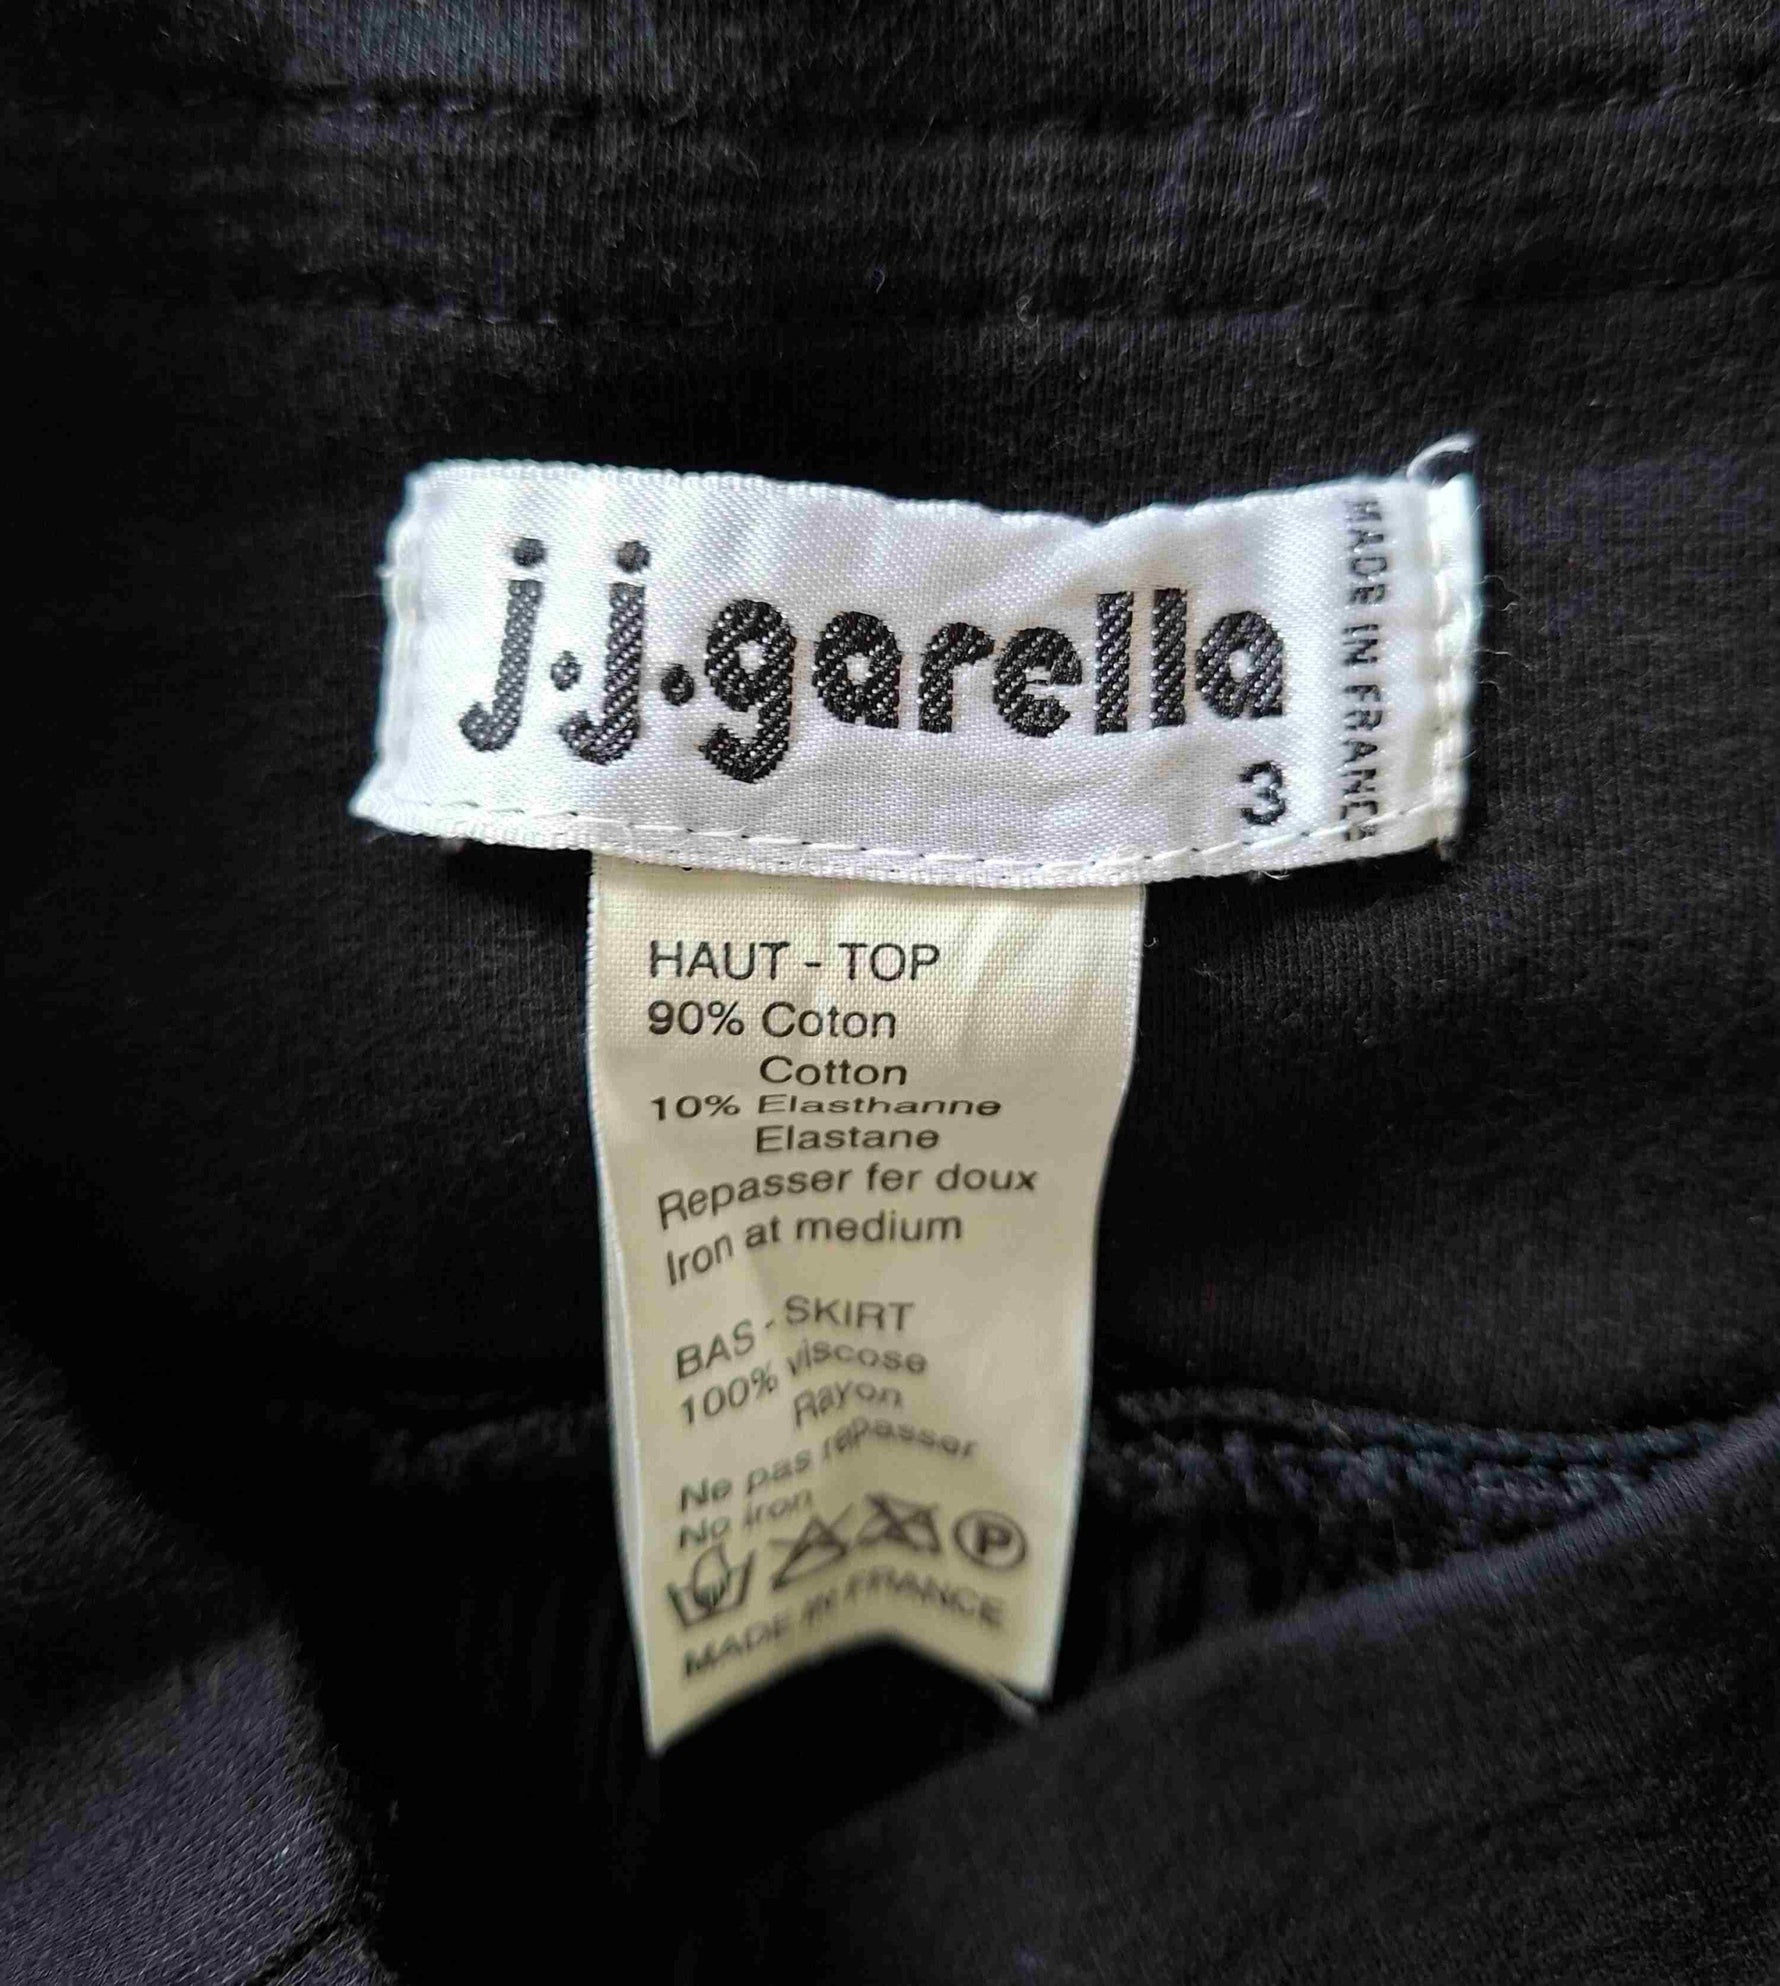 j.j.garella
3
MADE IN FRANCE
HAUT - TOP
90% Coton
Cotton
10% Elasthanne
Elastane
Repasser fer doux
Iron at medium
BAS - SKIRT
100% viscose
Rayon
Ne pas repasser
No iron
P
MADE IN FRANCE